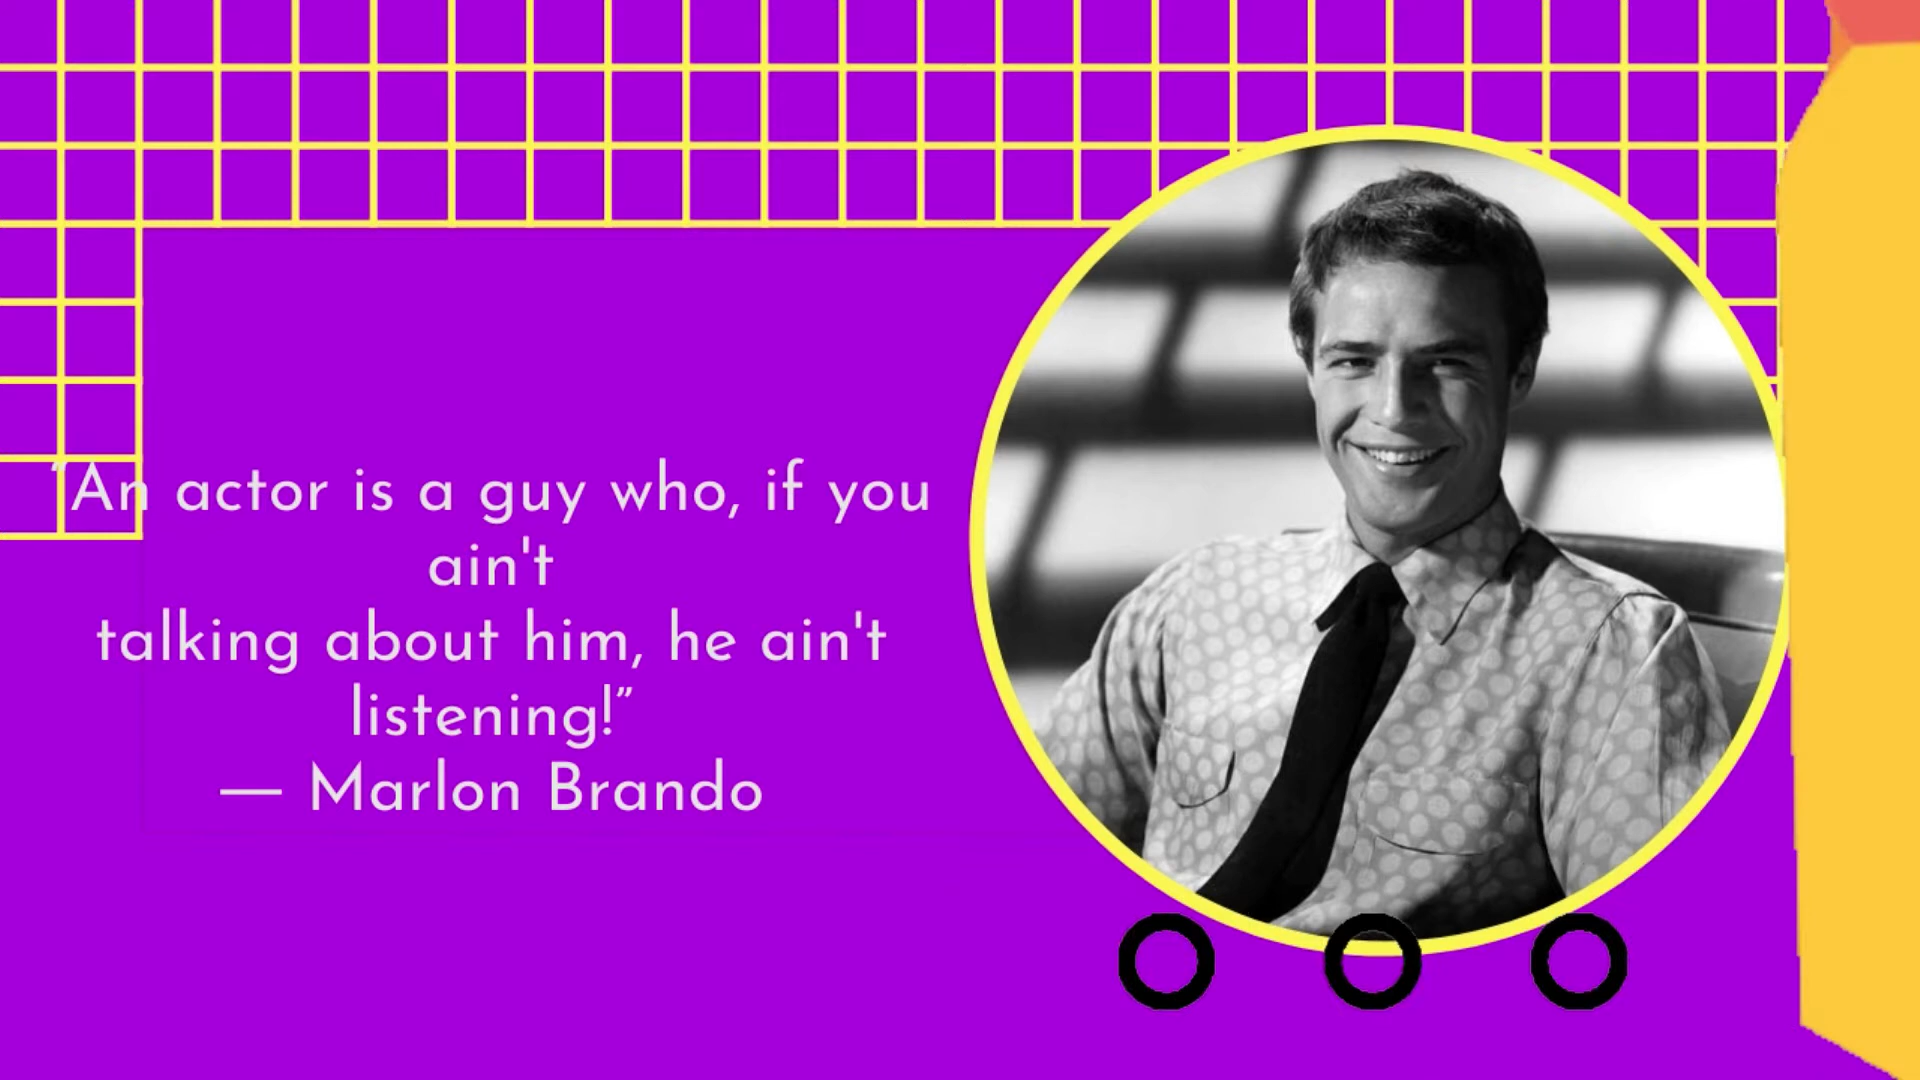 “An actor is a guy who, if you
ain't
talking about him, he ain't
listening!”
— Marlon Brando